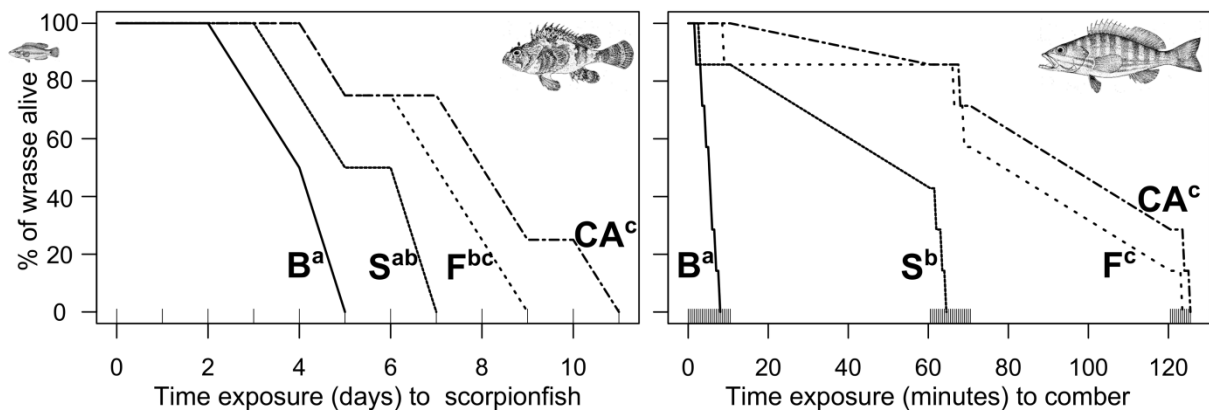 % of wrasse alive
100
80
60
40
20
0
Bᵃ
Sᵃᵇ
Fᵇᶜ
CAᶜ
0 2 4 6 8 10
Time exposure (days) to scorpionfish
Bᵃ
Sᵇ
Fᶜ
CAᶜ
0 20 40 60 80 100 120
Time exposure (minutes) to comber